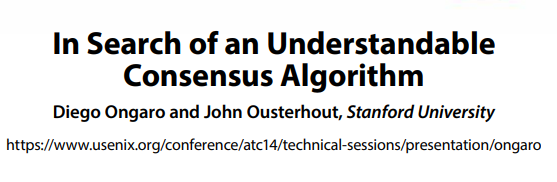 In Search of an Understandable
Consensus Algorithm
Diego Ongaro and John Ousterhout, Stanford University
https://www.usenix.org/conference/atc14/technical-sessions/presentation/ongaro